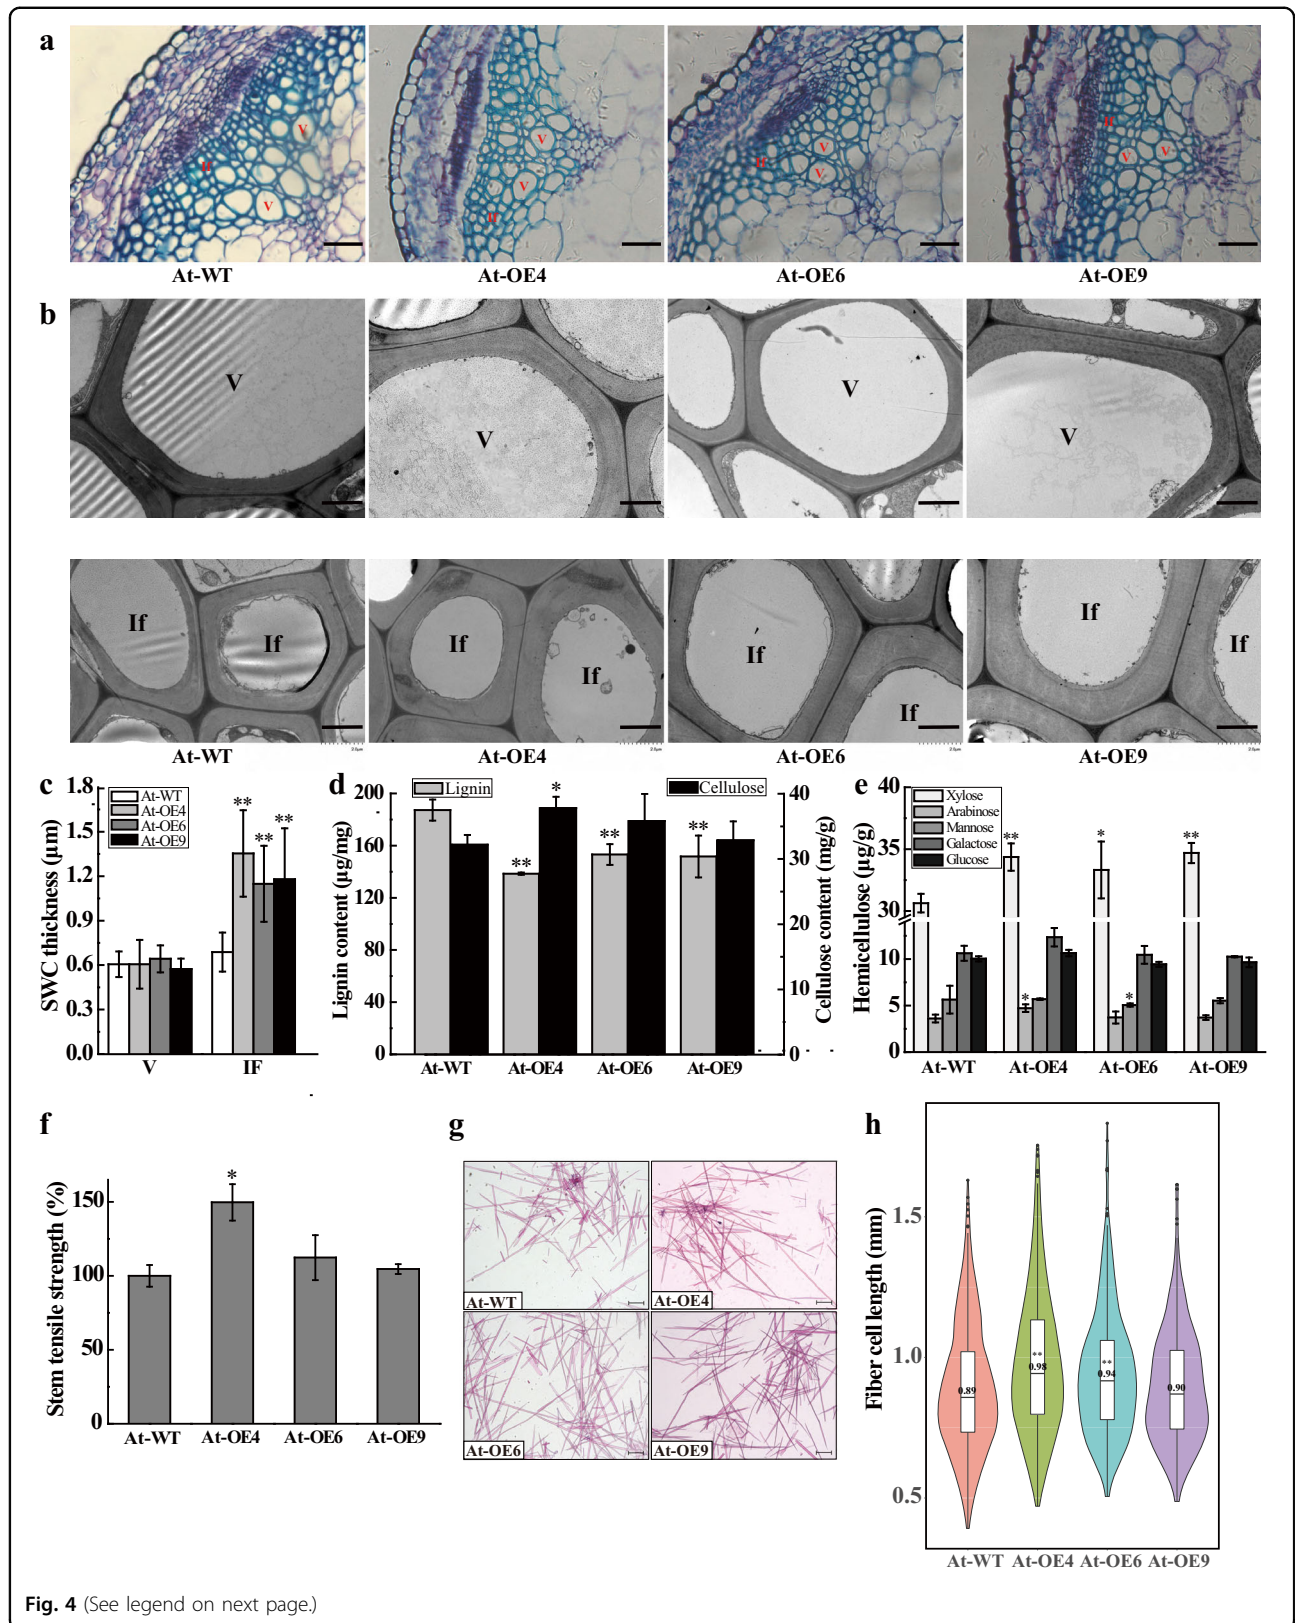 a
V
If
V
V
V
If
V
If
V
If
V
V
At-WT
At-OE4
At-OE6
At-OE9
b
V
V
V
V
If
If
If
If
If
If
If
If
At-WT
At-OE4
At-OE6
At-OE9
c
SWC thickness (μm)
1.8
1.5
1.2
0.9
0.6
0.3
0.0
At-WT
At-OE4
At-OE6
At-OE9
**
**
**
V
IF
d
Lignin content (μg/mg)
200
160
120
80
40
0
Lignin
Cellulose
**
*
**
**
40
30
20
10
0
Cellulose content (mg/g)
At-WT
At-OE4
At-OE6
At-OE9
e
Hemicellulose (μg/g)
40
35
30
10
5
0
Xylose
Arabinose
Mannose
Galactose
Glucose
**
*
*
*
**
At-WT
At-OE4
At-OE6
At-OE9
f
Stem tensile strength (%)
150
100
50
0
*
At-WT
At-OE4
At-OE6
At-OE9
g
At-WT
At-OE4
At-OE6
At-OE9
h
Fiber cell length (mm)
1.5
1.0
0.5
0.89
**
0.98
**
0.94
0.90
At-WT
At-OE4
At-OE6
At-OE9
Fig. 4 (See legend on next page.)